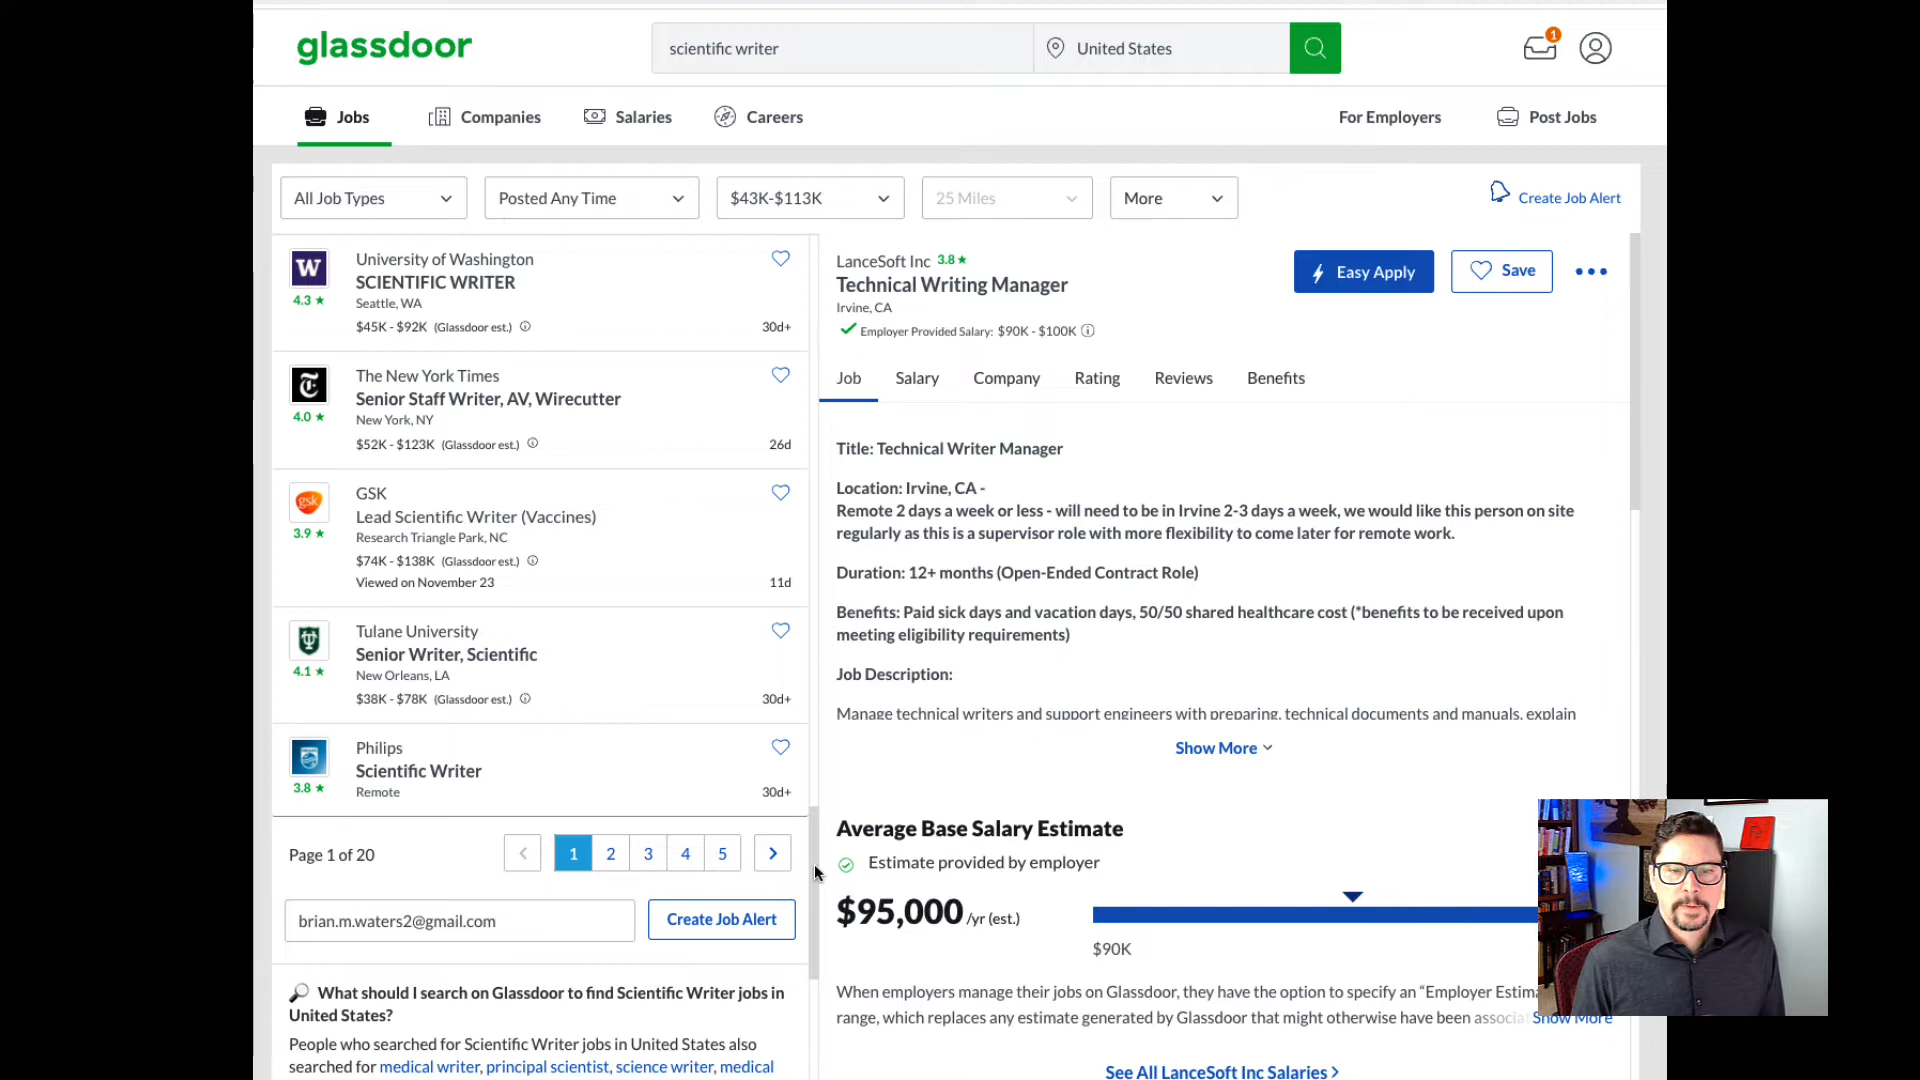 glassdoor
scientific writer
United States
1
Jobs
Companies
Salaries
Careers
For Employers
Post Jobs
All Job Types
Posted Any Time
$43K-$113K
25 Miles
More
Create Job Alert
W
University of Washington
SCIENTIFIC WRITER
4.3 ★
Seattle, WA
$45K - $92K (Glassdoor est.)
30d+
The New York Times
Senior Staff Writer, AV, Wirecutter
4.0 ★
New York, NY
$52K - $123K (Glassdoor est.)
26d
gsk
GSK
Lead Scientific Writer (Vaccines)
3.9 ★
Research Triangle Park, NC
$74K - $138K (Glassdoor est.)
Viewed on November 23
11d
Tulane University
Senior Writer, Scientific
4.1 ★
New Orleans, LA
$38K - $78K (Glassdoor est.)
30d+
Philips
Scientific Writer
3.8 ★
Remote
30d+
Page 1 of 20
1
2
3
4
5
brian.m.waters2@gmail.com
Create Job Alert
What should I search on Glassdoor to find Scientific Writer jobs in
United States?
People who searched for Scientific Writer jobs in United States also
searched for medical writer, principal scientist, science writer, medical
LanceSoft Inc 3.8 ★
Technical Writing Manager
Irvine, CA
Employer Provided Salary: $90K - $100K
Easy Apply
Save
Job
Salary
Company
Rating
Reviews
Benefits
Title: Technical Writer Manager
Location: Irvine, CA -
Remote 2 days a week or less - will need to be in Irvine 2-3 days a week, we would like this person on site
regularly as this is a supervisor role with more flexibility to come later for remote work.
Duration: 12+ months (Open-Ended Contract Role)
Benefits: Paid sick days and vacation days, 50/50 shared healthcare cost (*benefits to be received upon
meeting eligibility requirements)
Job Description:
Manage technical writers and support engineers with preparing, technical documents and manuals, explain
Show More
Average Base Salary Estimate
Estimate provided by employer
$95,000 /yr (est.)
$90K
When employers manage their jobs on Glassdoor, they have the option to specify an “Employer Estima
range, which replaces any estimate generated by Glassdoor that might otherwise have been associa Show More
See All LanceSoft Inc Salaries